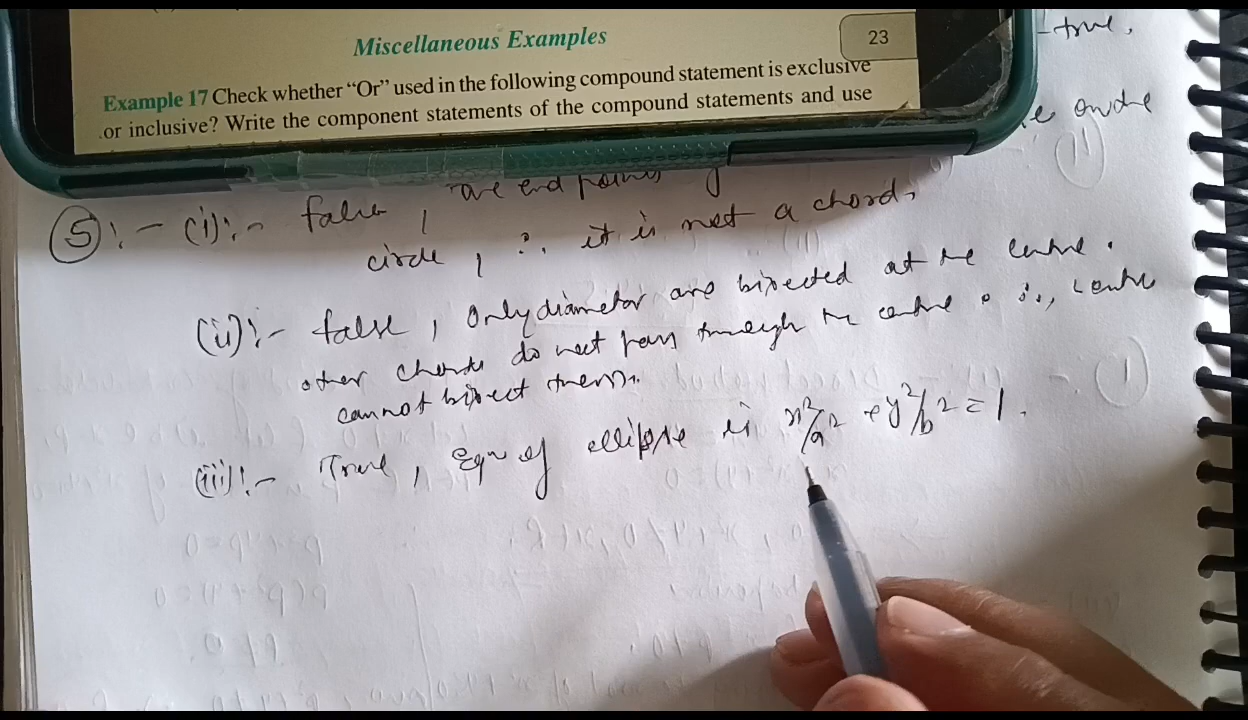 Miscellaneous Examples
23
Example 17 Check whether “Or” used in the following compound statement is exclusive
or inclusive? Write the component statements of the compound statements and use
true,
are end points
(5):- (i):- false,
circle, ∴ it is not a chord.
(ii):- false, only diameter are bisected at the centre.
other chords do not pass through the centre. centre
cannot bisect them.
(iii):- True, Eqn of ellipse is x²/a² + y²/b² = 1.